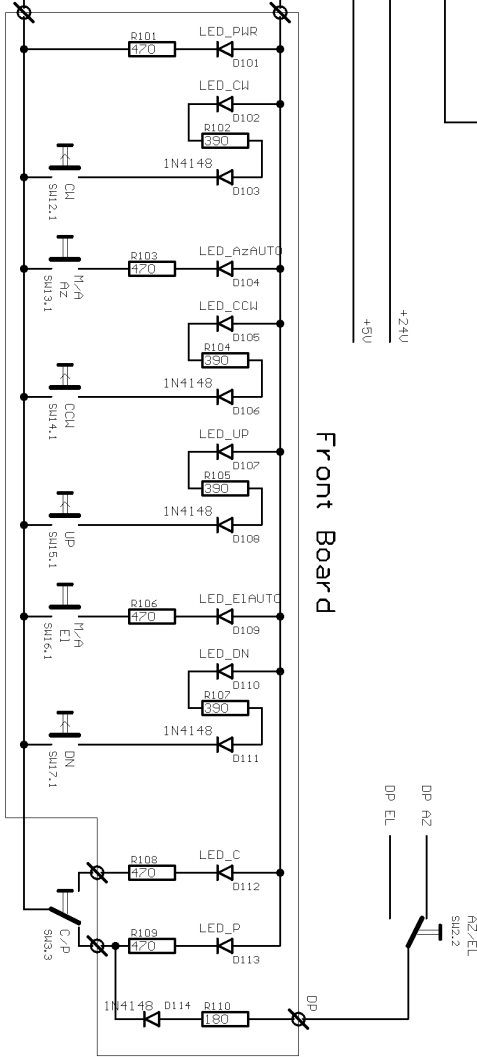 R101
470
LED_PWR
D101
LED_CW
D102
R102
390
1N4148
D103
CW
SW12.1
R103
470
LED_AzAUTO
D104
M/A
Az
SW13.1
LED_CCW
D105
R104
390
1N4148
D106
CCW
SW14.1
LED_UP
D107
R105
390
1N4148
D108
UP
SW15.1
R106
470
LED_ElAUTO
D109
M/A
El
SW16.1
LED_DN
D110
R107
390
1N4148
D111
DN
SW17.1
R108
470
LED_C
D112
C/P
SW3.3
R109
470
LED_P
D113
1N4148
D114
R110
180
DP
+24V
+5V
Front Board
DP AZ
DP EL
AZ/EL
SW2.2